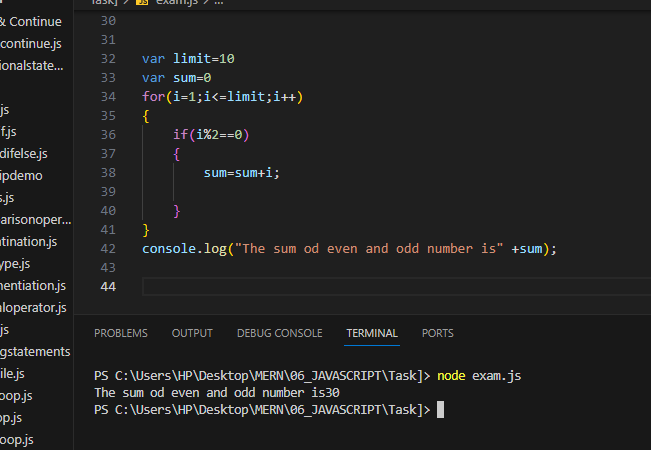 Task] > JS exam.js > ...
& Continue
continue.js
ionalstate...
js
f.js
difelse.js
ipdemo
s.js
arisonoper...
tination.js
ype.js
nentiation.js
nloperator.js
js
gstatements
ile.js
oop.js
op.js
oop.js
30
31
32 var limit=10
33 var sum=0
34 for(i=1;i<=limit;i++)
35 {
36 if(i%2==0)
37 {
38 sum=sum+i;
39
40 }
41 }
42 console.log("The sum od even and odd number is" +sum);
43
44
PROBLEMS OUTPUT DEBUG CONSOLE TERMINAL PORTS
PS C:\Users\HP\Desktop\MERN\06_JAVASCRIPT\Task]> node exam.js
The sum od even and odd number is30
PS C:\Users\HP\Desktop\MERN\06_JAVASCRIPT\Task]>